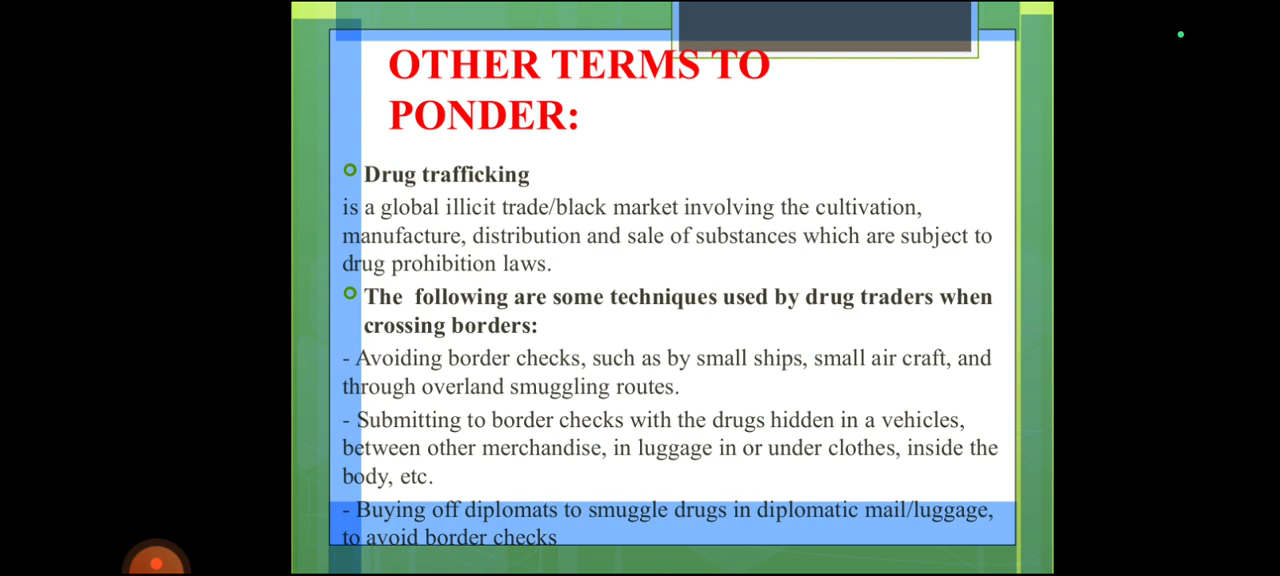 OTHER TERMS TO
PONDER:
Drug trafficking
is a global illicit trade/black market involving the cultivation,
manufacture, distribution and sale of substances which are subject to
drug prohibition laws.
The following are some techniques used by drug traders when
crossing borders:
- Avoiding border checks, such as by small ships, small air craft, and
through overland smuggling routes.
- Submitting to border checks with the drugs hidden in a vehicles,
between other merchandise, in luggage in or under clothes, inside the
body, etc.
- Buying off diplomats to smuggle drugs in diplomatic mail/luggage,
to avoid border checks